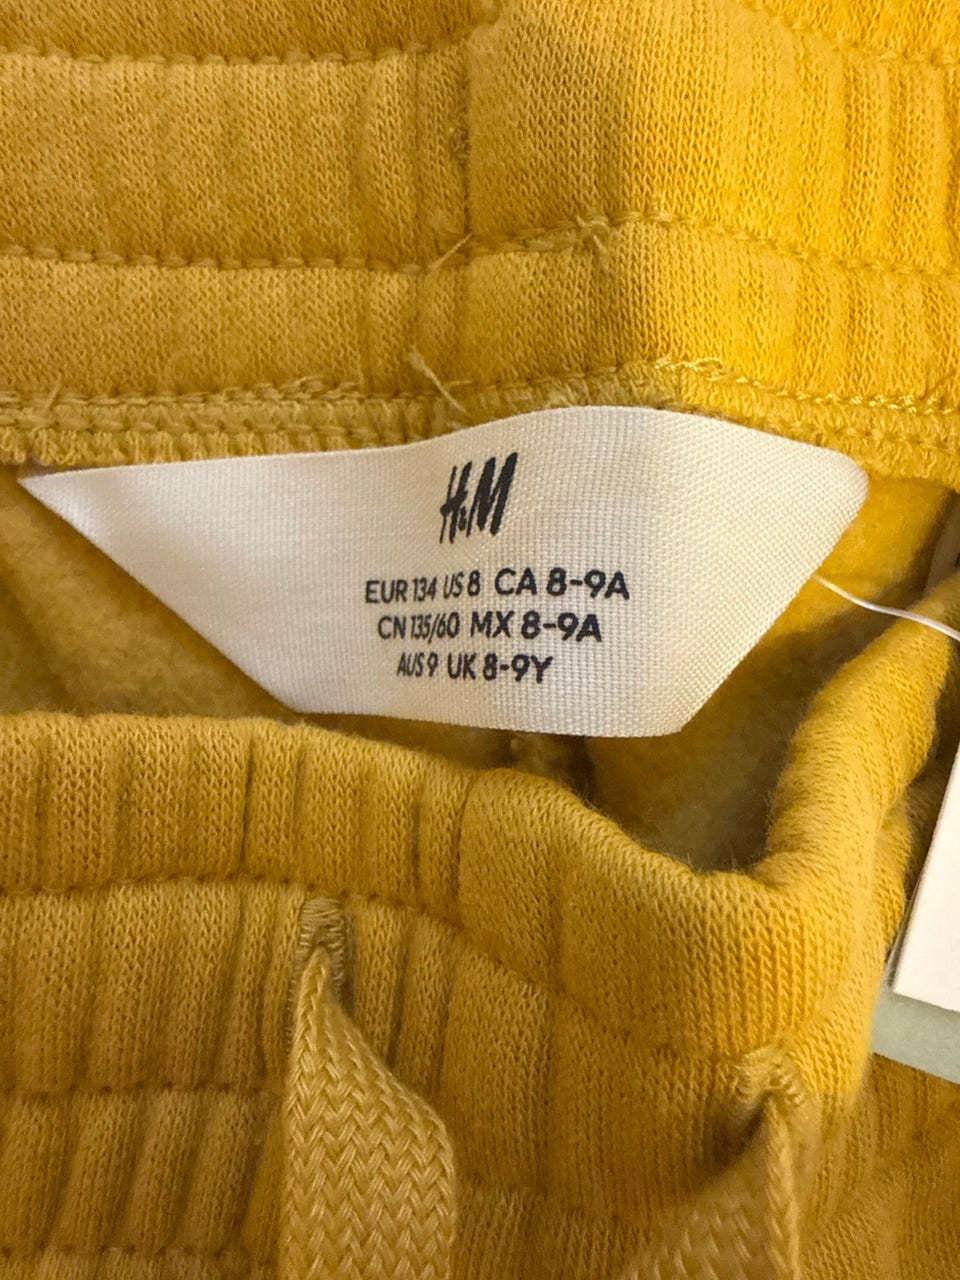 H&M
EUR 134 US 8 CA 8-9A
CN 135/60 MX 8-9A
AUS 9 UK 8-9Y